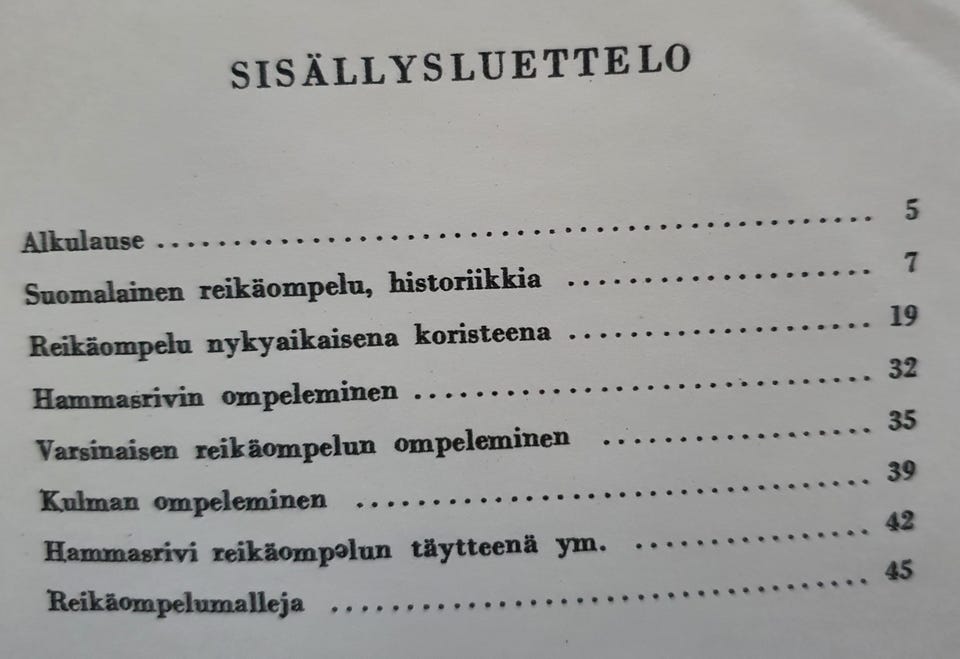 SISÄLLYSLUETTELO
Alkulause ........................................ 5
Suomalainen reikäompelu, historiikkia .................. 7
Reikäompelu nykyaikaisena koristeena .................. 19
Hammasrivin ompeleminen .............................. 32
Varsinaisen reikäompelun ompeleminen ................ 35
Kulman ompeleminen .................................. 39
Hammasrivi reikäompelun täytteenä ym. .............. 42
Reikäompelumalleja .................................. 45